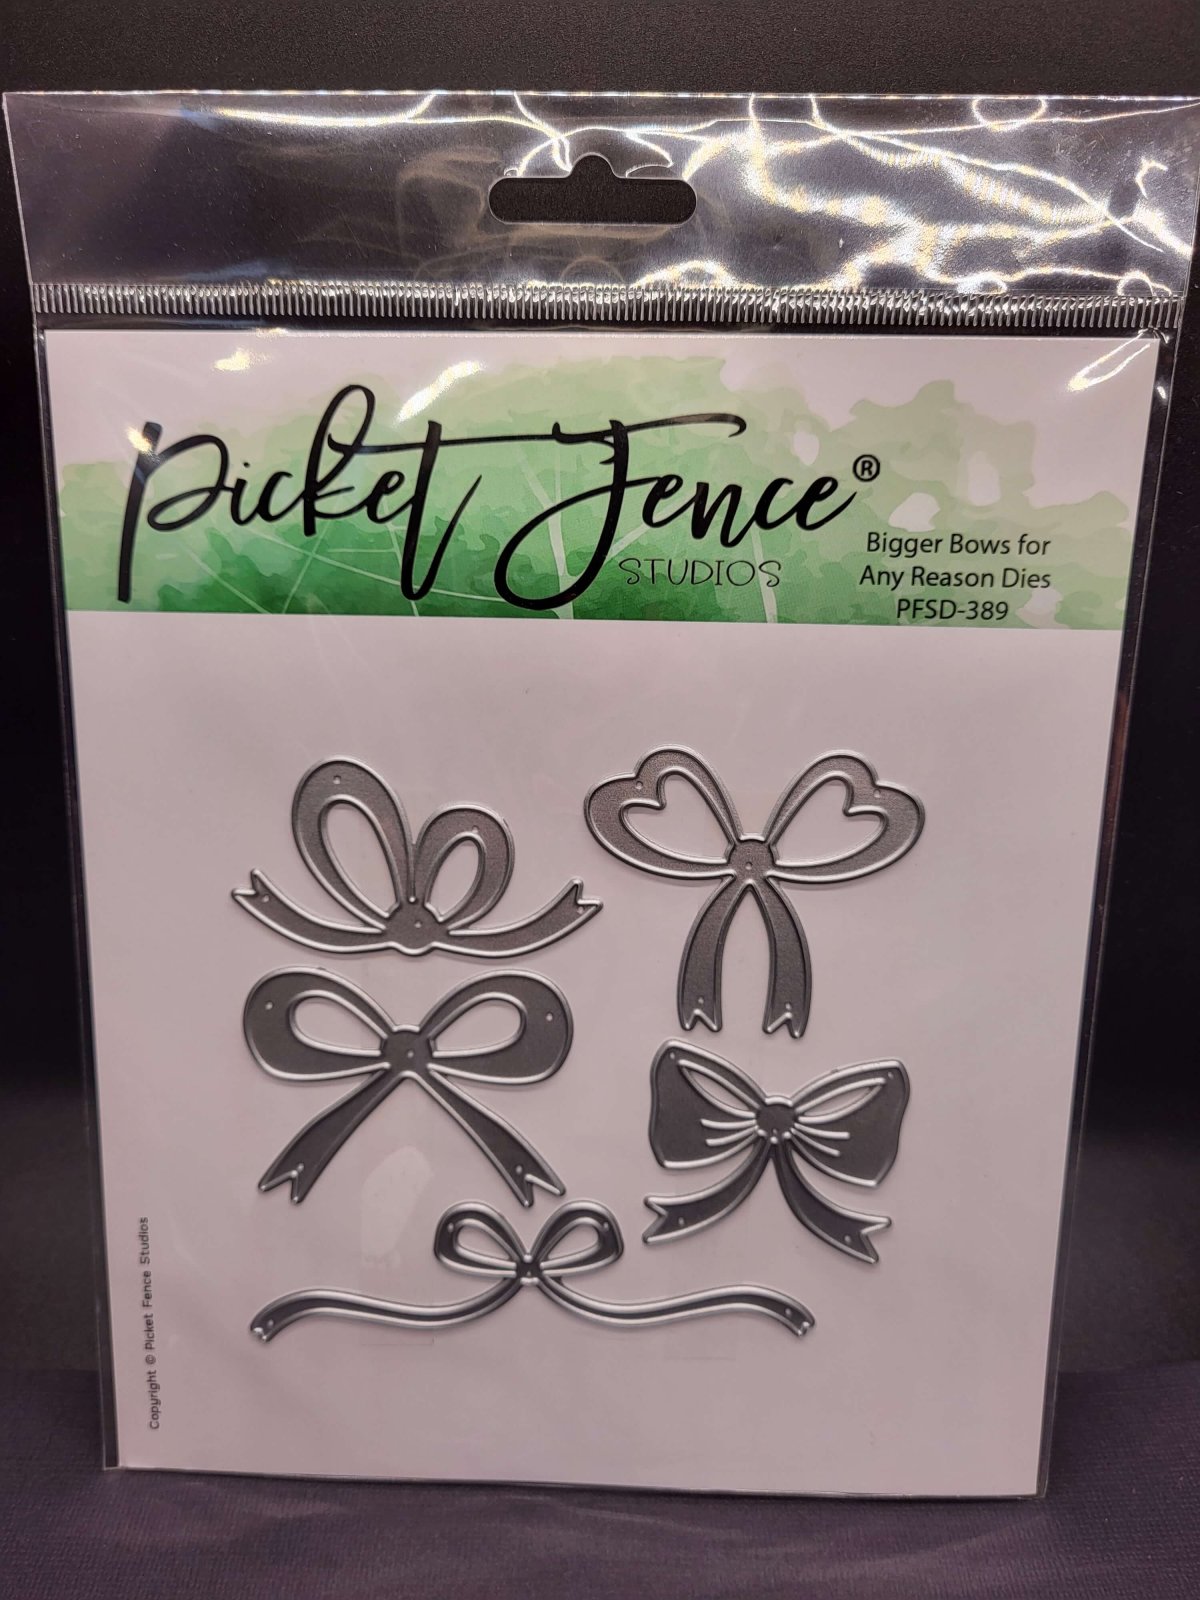 Picket Fence®
STUDIOS
Bigger Bows for
Any Reason Dies
PFSD-389
Copyright © Picket Fence Studios